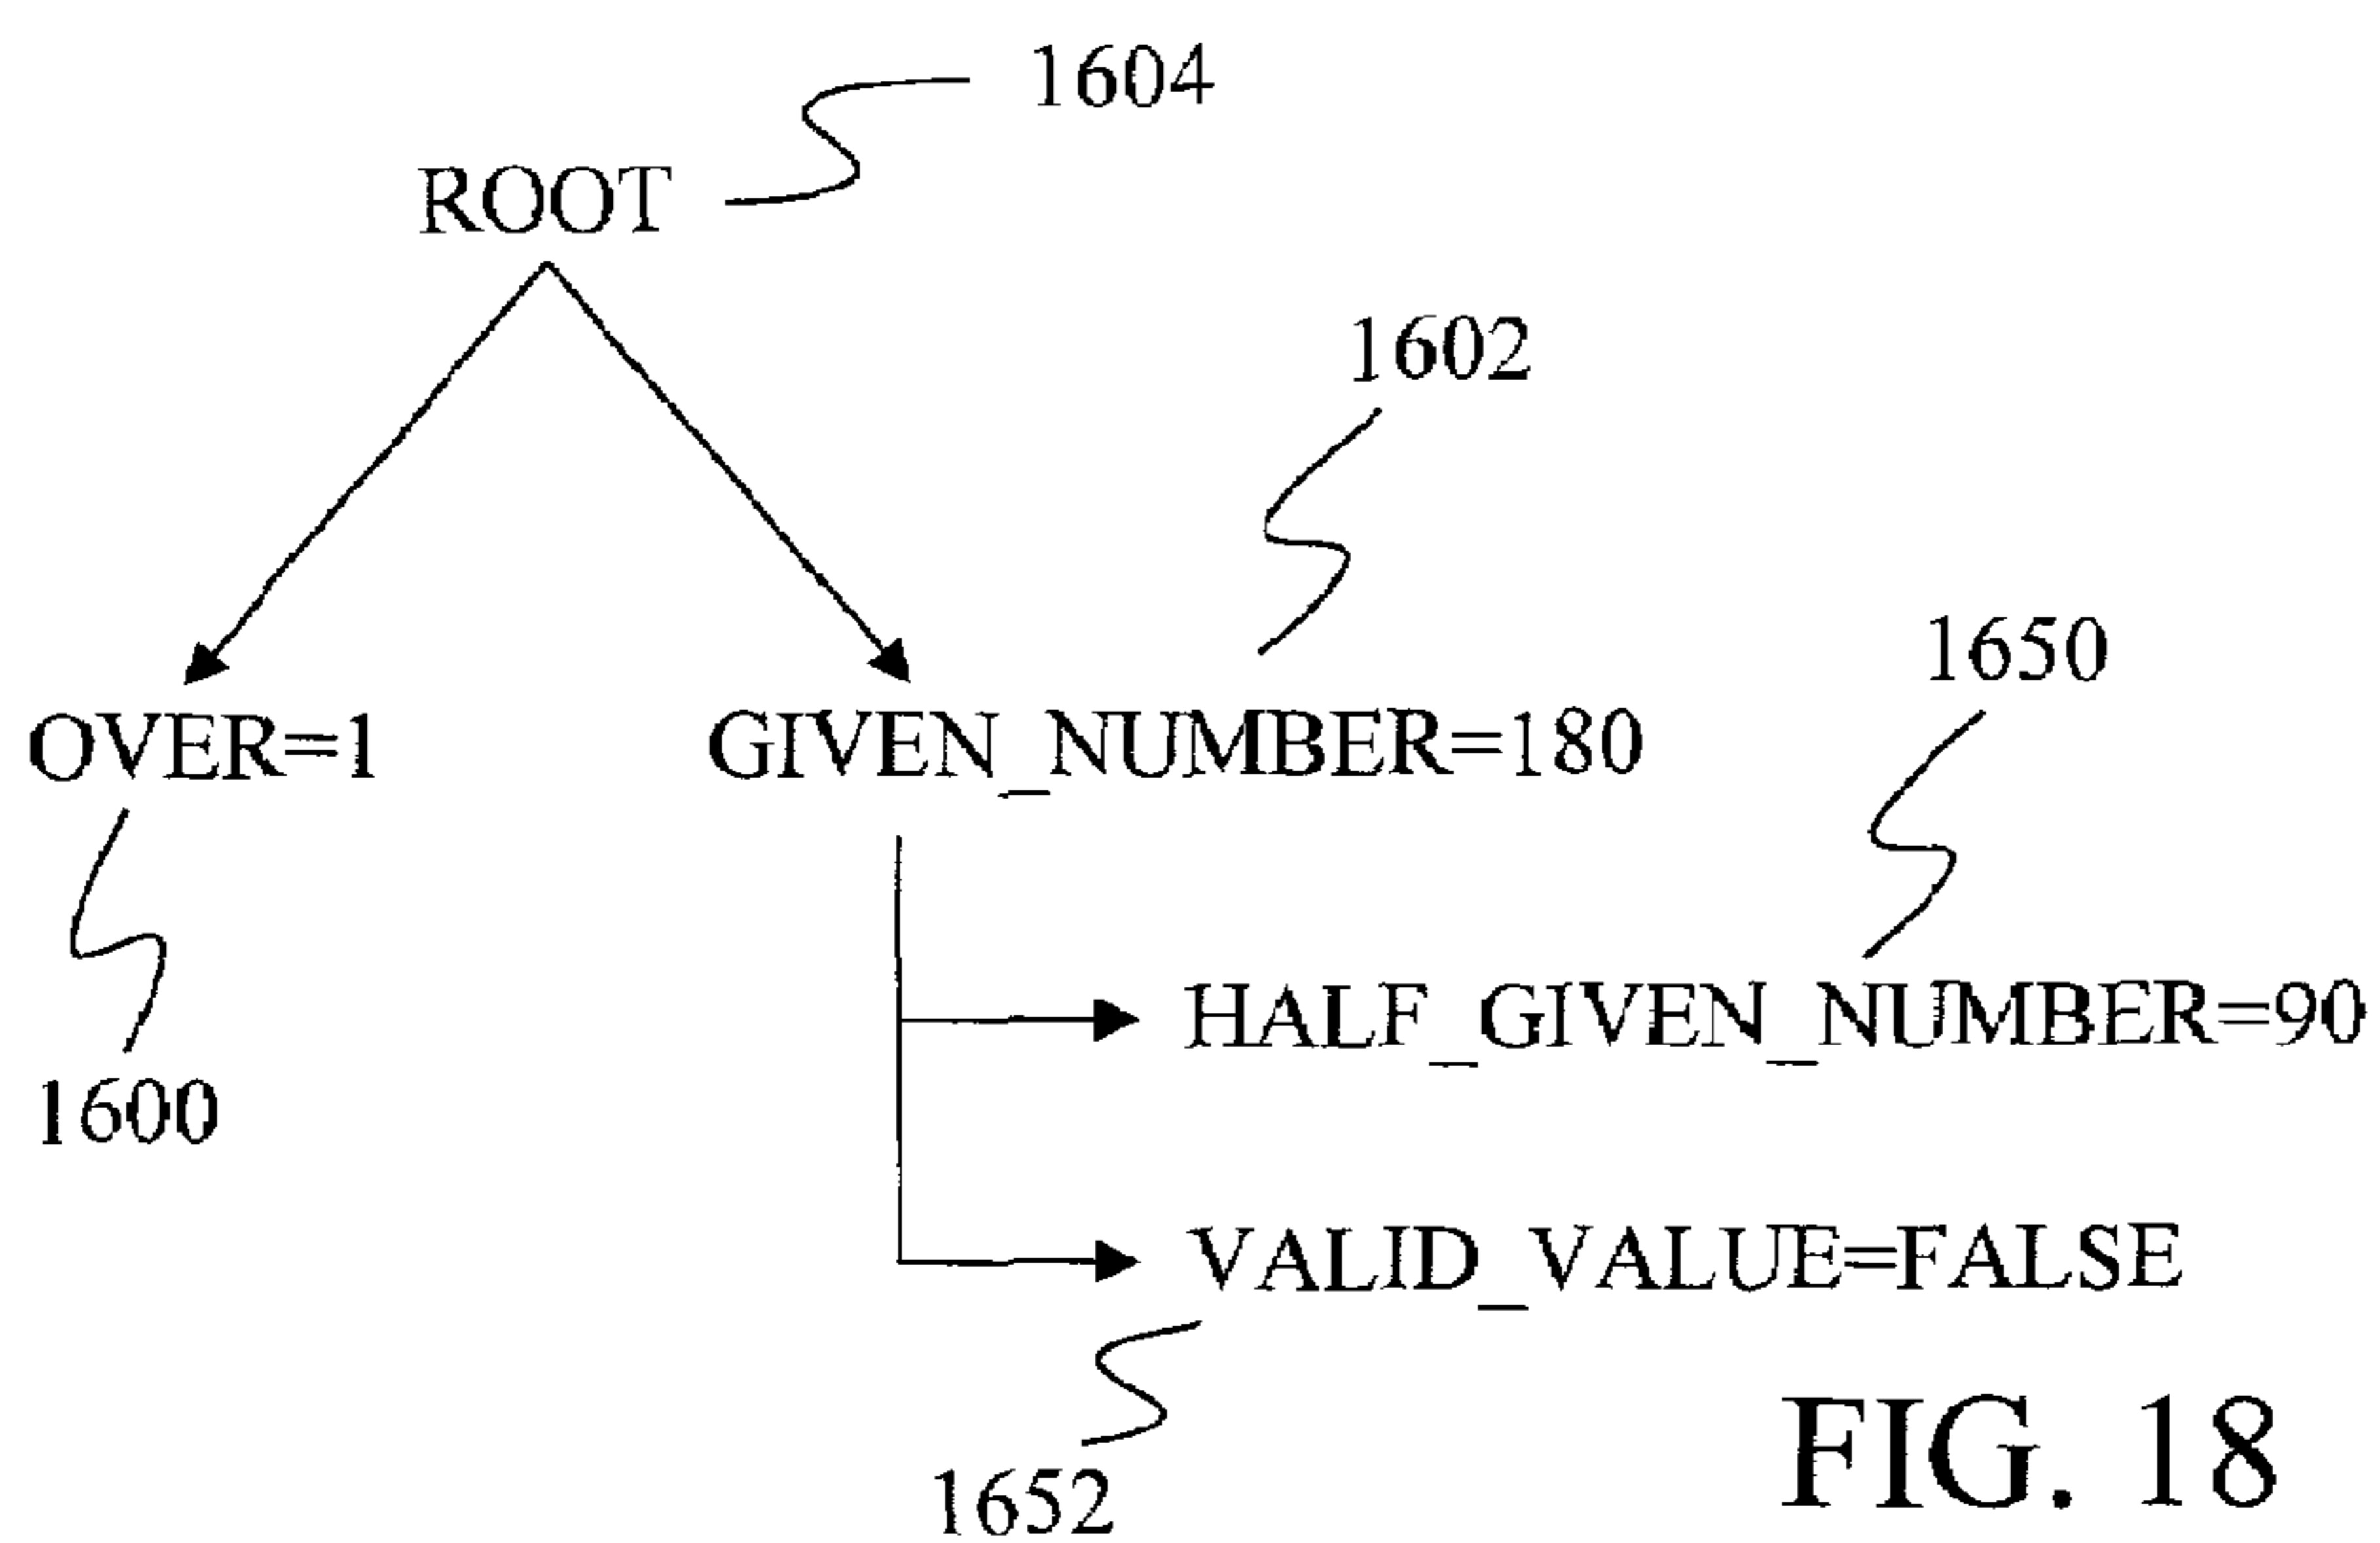 1604
ROOT
1602
1650
OVER=1
GIVEN_NUMBER=180
HALF_GIVEN_NUMBER=90
1600
VALID_VALUE=FALSE
1652
FIG. 18